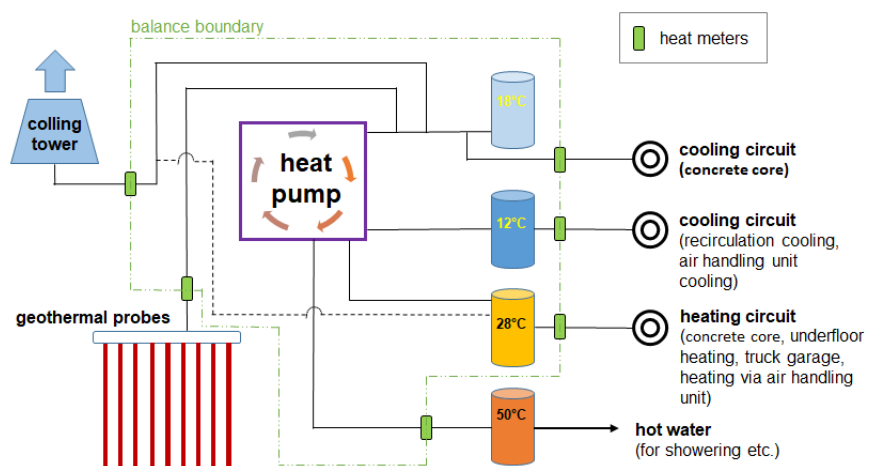 balance boundary
heat meters
colling
tower
18°C
heat
pump
cooling circuit
(concrete core)
12°C
cooling circuit
(recirculation cooling,
air handling unit
cooling)
geothermal probes
28°C
heating circuit
(concrete core, underfloor
heating, truck garage,
heating via air handling
unit)
50°C
hot water
(for showering etc.)